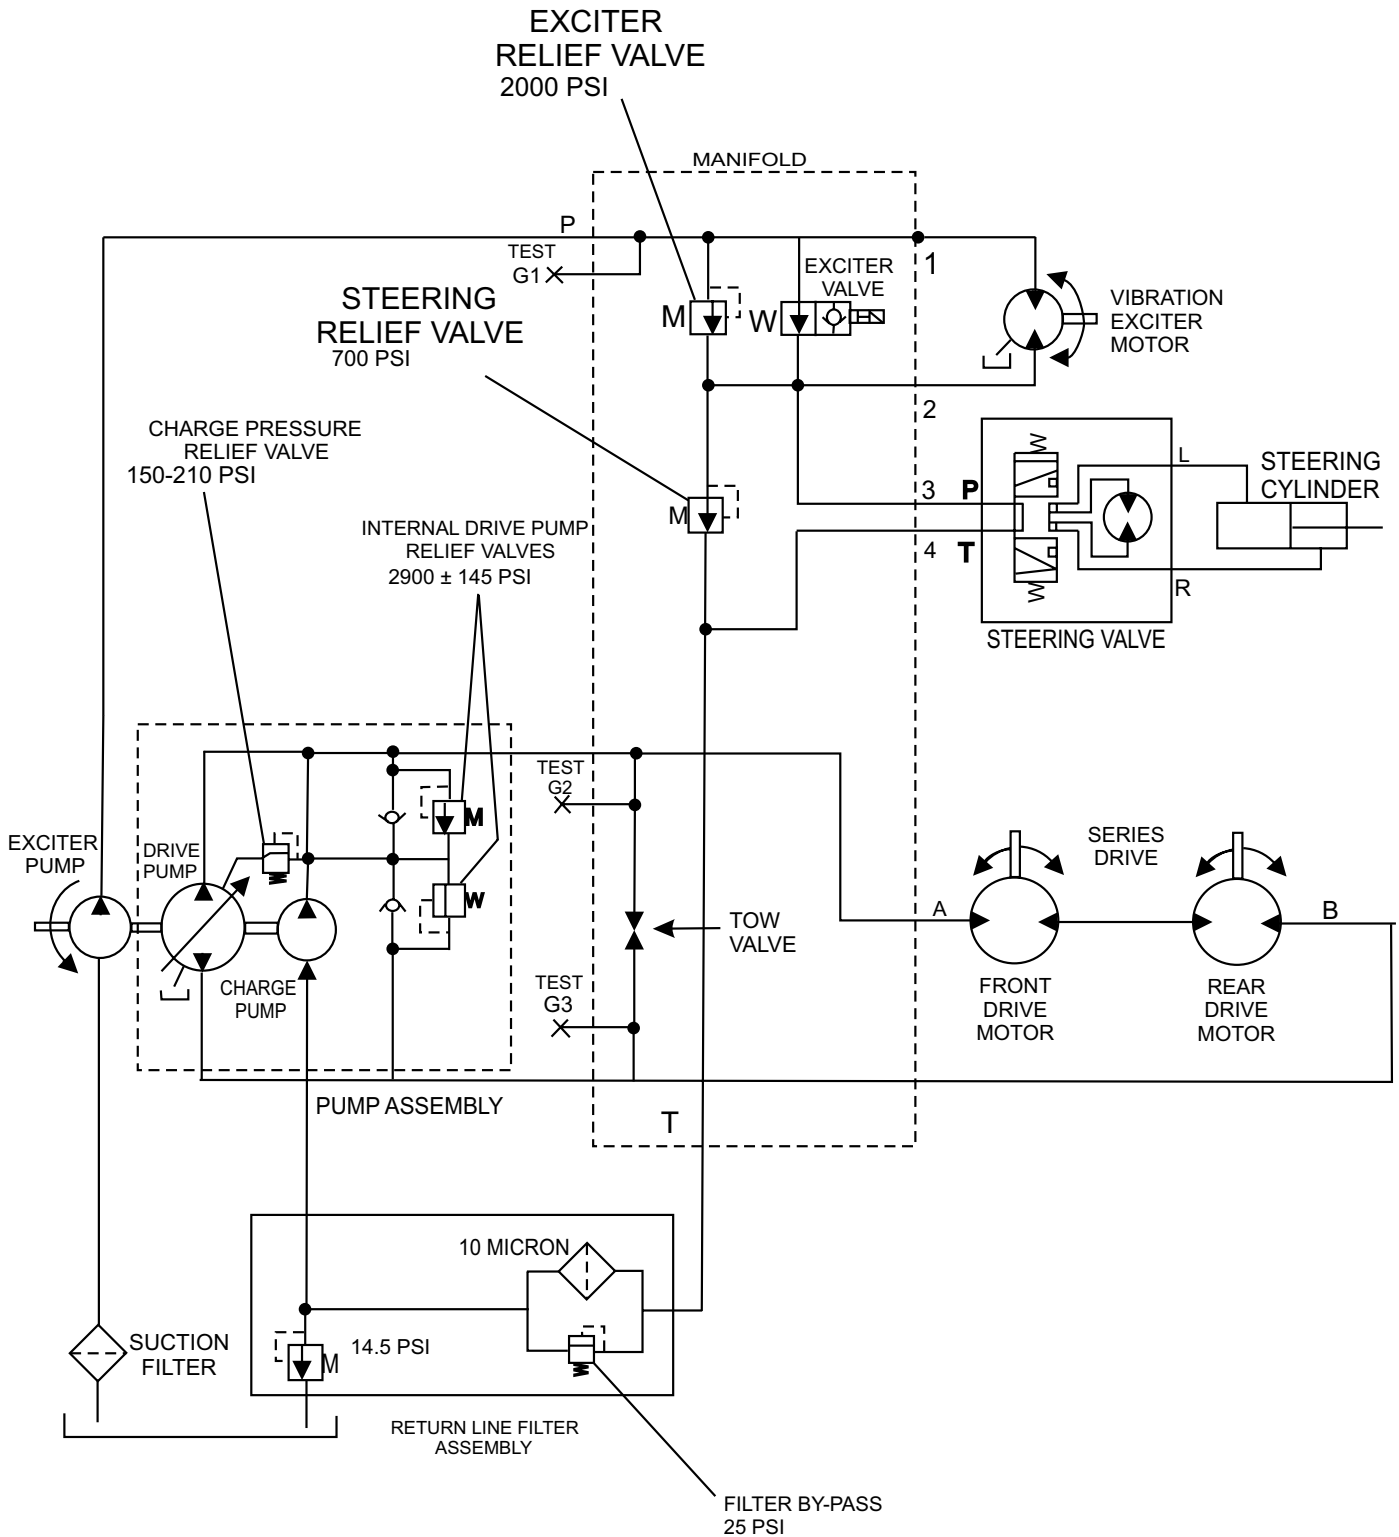 EXCITER
RELIEF VALVE
2000 PSI
MANIFOLD
P
TEST
G1
1
EXCITER
VALVE
M
W
VIBRATION
EXCITER
MOTOR
STEERING
RELIEF VALVE
700 PSI
2
CHARGE PRESSURE
RELIEF VALVE
150-210 PSI
L
STEERING
CYLINDER
3
P
M
INTERNAL DRIVE PUMP
RELIEF VALVES
2900 ± 145 PSI
4
T
R
STEERING VALVE
TEST
G2
M
EXCITER
PUMP
DRIVE
PUMP
SERIES
DRIVE
W
A
TOW
VALVE
B
CHARGE
PUMP
TEST
G3
FRONT
DRIVE
MOTOR
REAR
DRIVE
MOTOR
PUMP ASSEMBLY
T
10 MICRON
SUCTION
FILTER
14.5 PSI
M
RETURN LINE FILTER
ASSEMBLY
FILTER BY-PASS
25 PSI